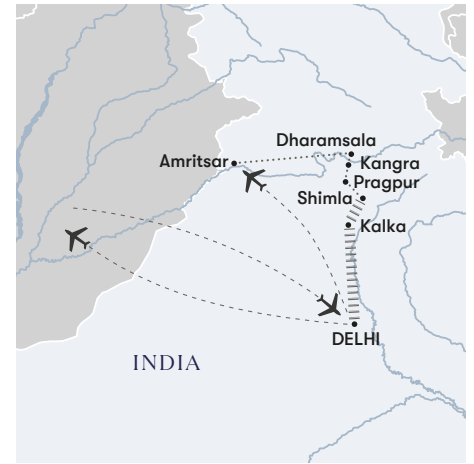 Dharamsala
Amritsar
Kangra
Pragpur
Shimla
Kalka
DELHI
INDIA